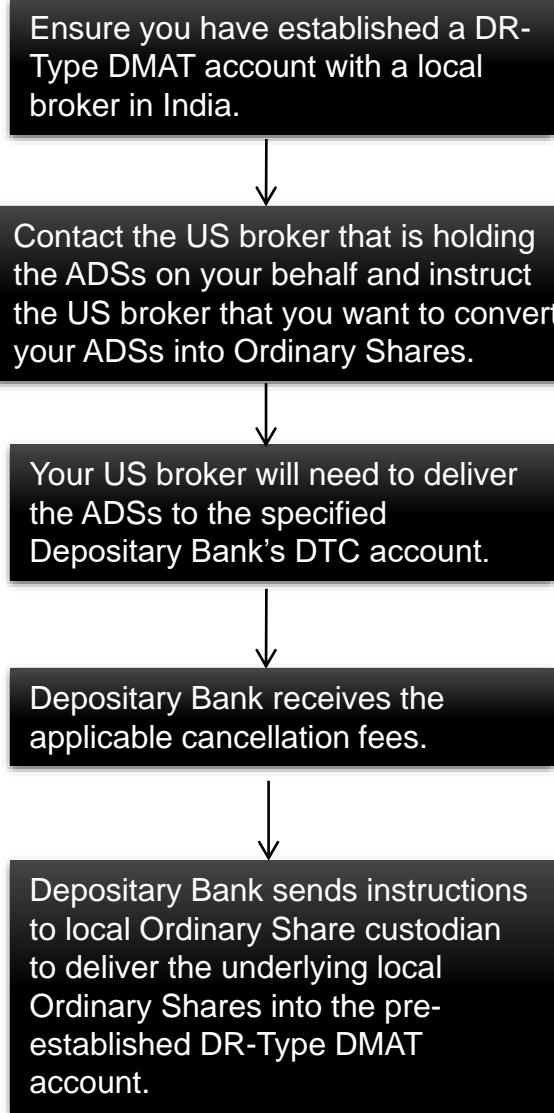 Ensure you have established a DR-
Type DMAT account with a local
broker in India.
Contact the US broker that is holding
the ADSs on your behalf and instruct
the US broker that you want to convert
your ADSs into Ordinary Shares.
Your US broker will need to deliver
the ADSs to the specified
Depositary Bank’s DTC account.
Depositary Bank receives the
applicable cancellation fees.
Depositary Bank sends instructions
to local Ordinary Share custodian
to deliver the underlying local
Ordinary Shares into the pre-
established DR-Type DMAT
account.